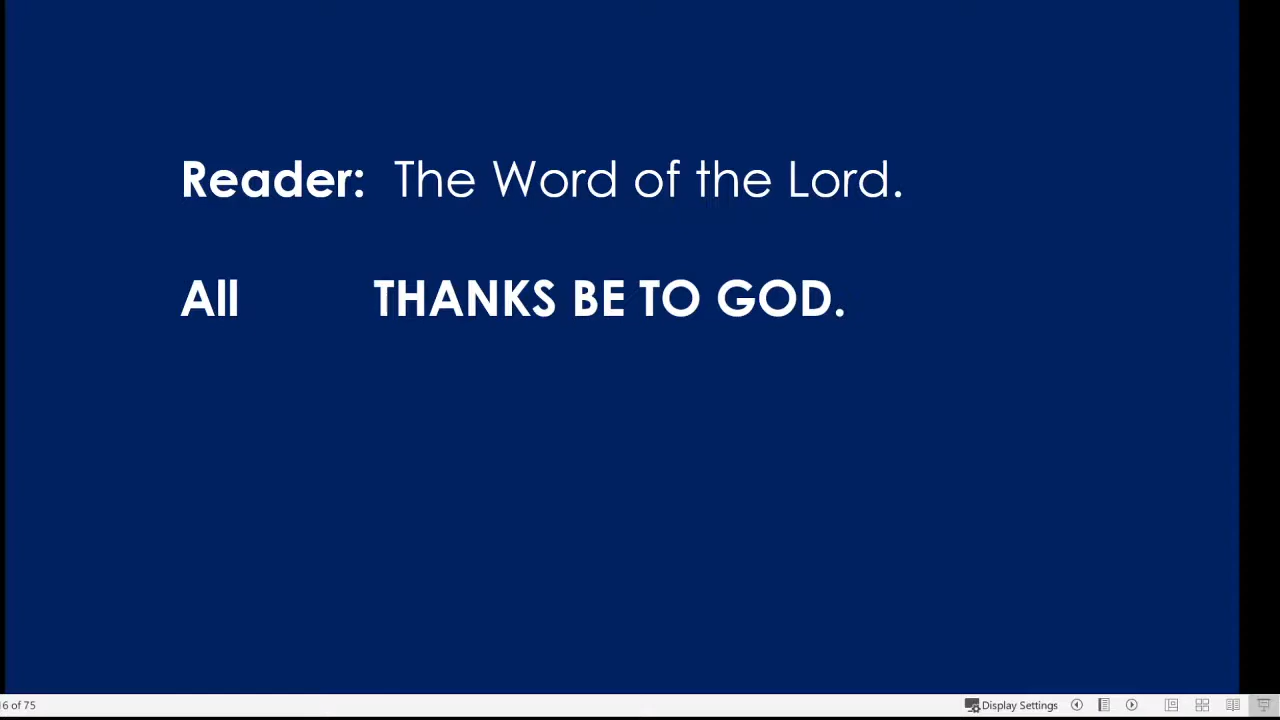 Reader: The Word of the Lord.
All THANKS BE TO GOD.
6 of 75 Display Settings